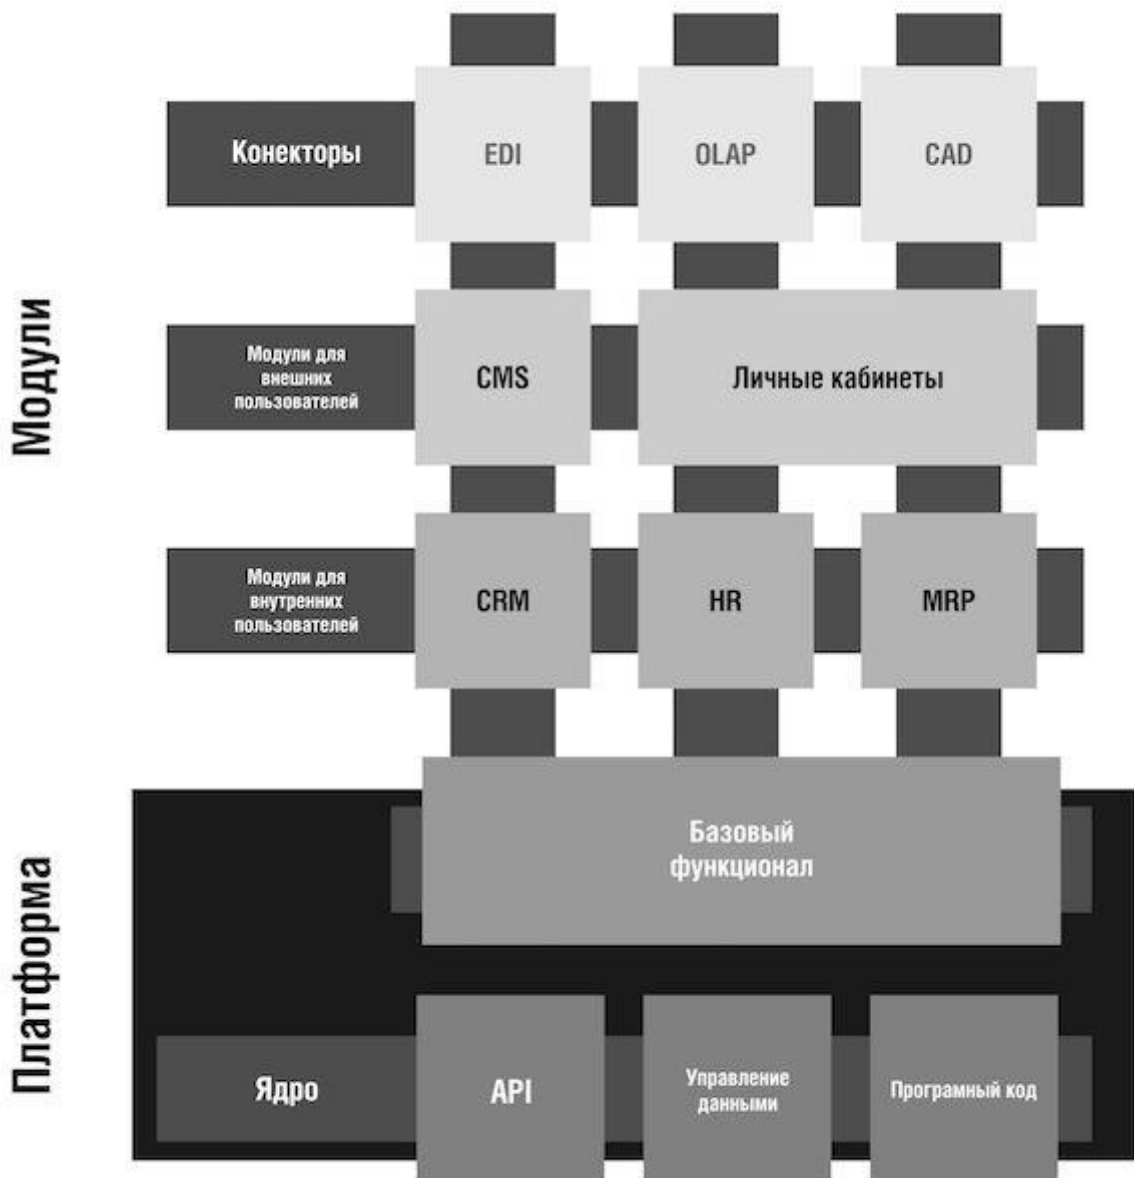 Модули
Конекторы
EDI
OLAP
CAD
Модули для
внешних
пользователей
CMS
Личные кабинеты
Модули для
внутренних
пользователей
CRM
HR
MRP
Платформа
Базовый
функционал
Ядро
API
Управление
данными
Програмный код